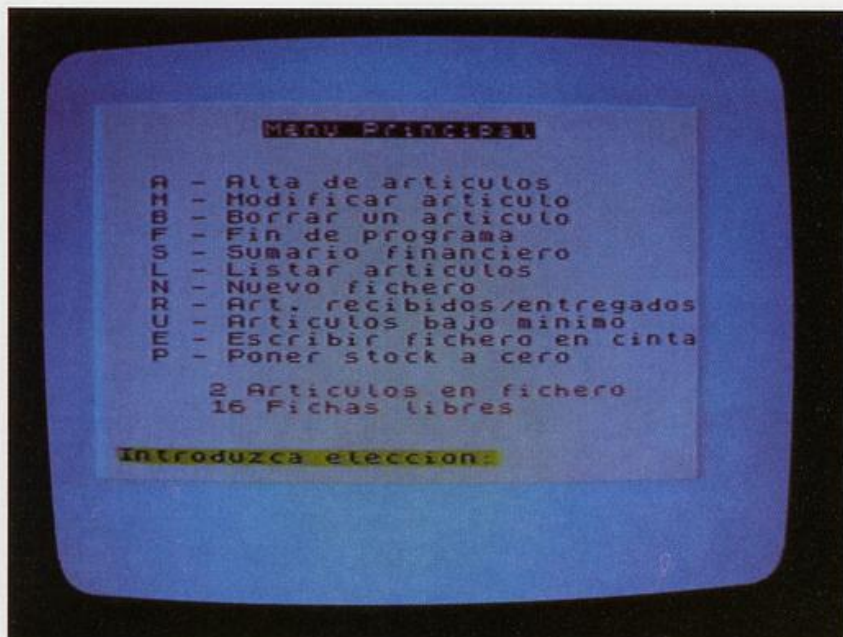 Menu Principal
A - Alta de articulos
M - Modificar articulo
B - Borrar un articulo
F - Fin de programa
S - Sumario financiero
L - Listar articulos
N - Nuevo fichero
R - Art. recibidos/entregados
U - Articulos bajo minimo
E - Escribir fichero en cinta
P - Poner stock a cero
2 Articulos en fichero
16 Fichas libres
Introduzca eleccion: